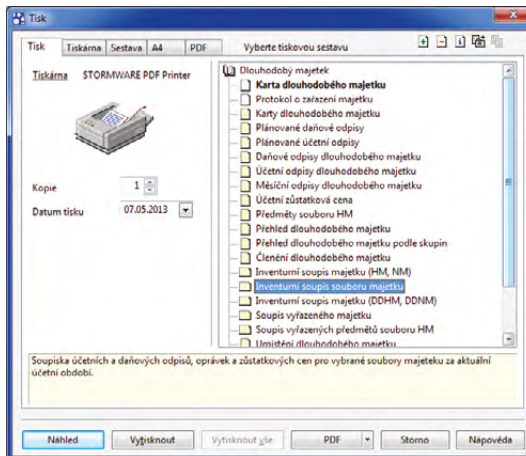 Tisk
Tisk
Tiskárna
Sestava
A4
PDF
Vyberte tiskovou sestavu
Tiskárna STORMWARE PDF Printer
Kopie 1
Datum tisku 07.05.2013
Dlouhodobý majetek
Karta dlouhodobého majetku
Protokol o zařazení majetku
Karty dlouhodobého majetku
Plánované daňové odpisy
Plánované účetní odpisy
Daňové odpisy dlouhodobého majetku
Účetní odpisy dlouhodobého majetku
Měsíční odpisy dlouhodobého majetku
Účetní zůstatková cena
Předměty souboru HM
Přehled dlouhodobého majetku
Přehled dlouhodobého majetku podle skupin
Členění dlouhodobého majetku
Inventurní soupis majetku (HM, NM)
Inventurní soupis souboru majetku
Inventurní soupis majetku (DDHM, DDNM)
Soupis vyřazeného majetku
Soupis vyřazených předmětů souboru HM
Umístění dlouhodobého majetku
Soupiska účetních a daňových odpisů, oprávek a zůstatkových cen pro vybrané soubory majeteku za aktuální
účetní období.
Náhled
Vytisknout
Vytisknout vše
PDF
Storno
Nápověda